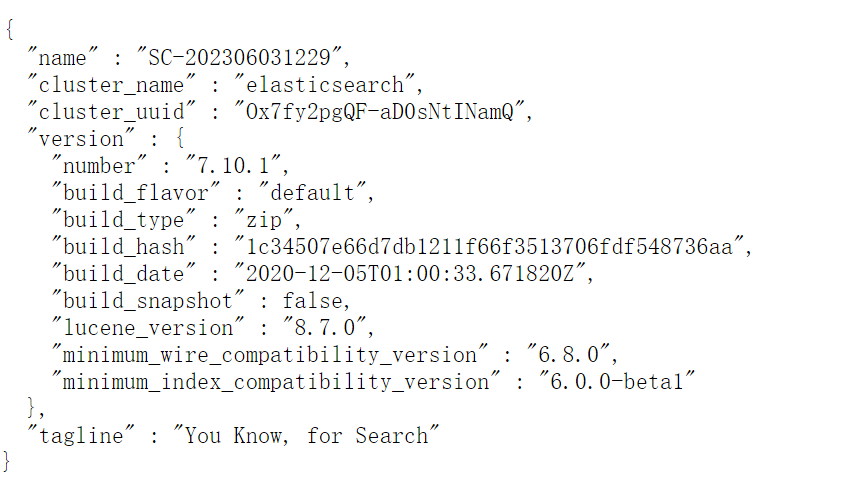 {
  "name" : "SC-202306031229",
  "cluster_name" : "elasticsearch",
  "cluster_uuid" : "Ox7fy2pgQF-aD0sNtINamQ",
  "version" : {
    "number" : "7.10.1",
    "build_flavor" : "default",
    "build_type" : "zip",
    "build_hash" : "1c34507e66d7db1211f66f3513706fdf548736aa",
    "build_date" : "2020-12-05T01:00:33.671820Z",
    "build_snapshot" : false,
    "lucene_version" : "8.7.0",
    "minimum_wire_compatibility_version" : "6.8.0",
    "minimum_index_compatibility_version" : "6.0.0-beta1"
  },
  "tagline" : "You Know, for Search"
}